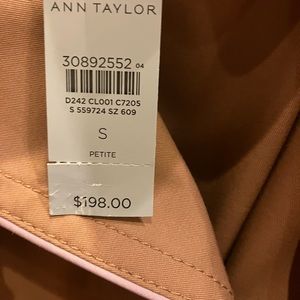 ANN TAYLOR
30892552 04
D242 CL001 C7205
S 559724 SZ 609
S
PETITE
$198.00